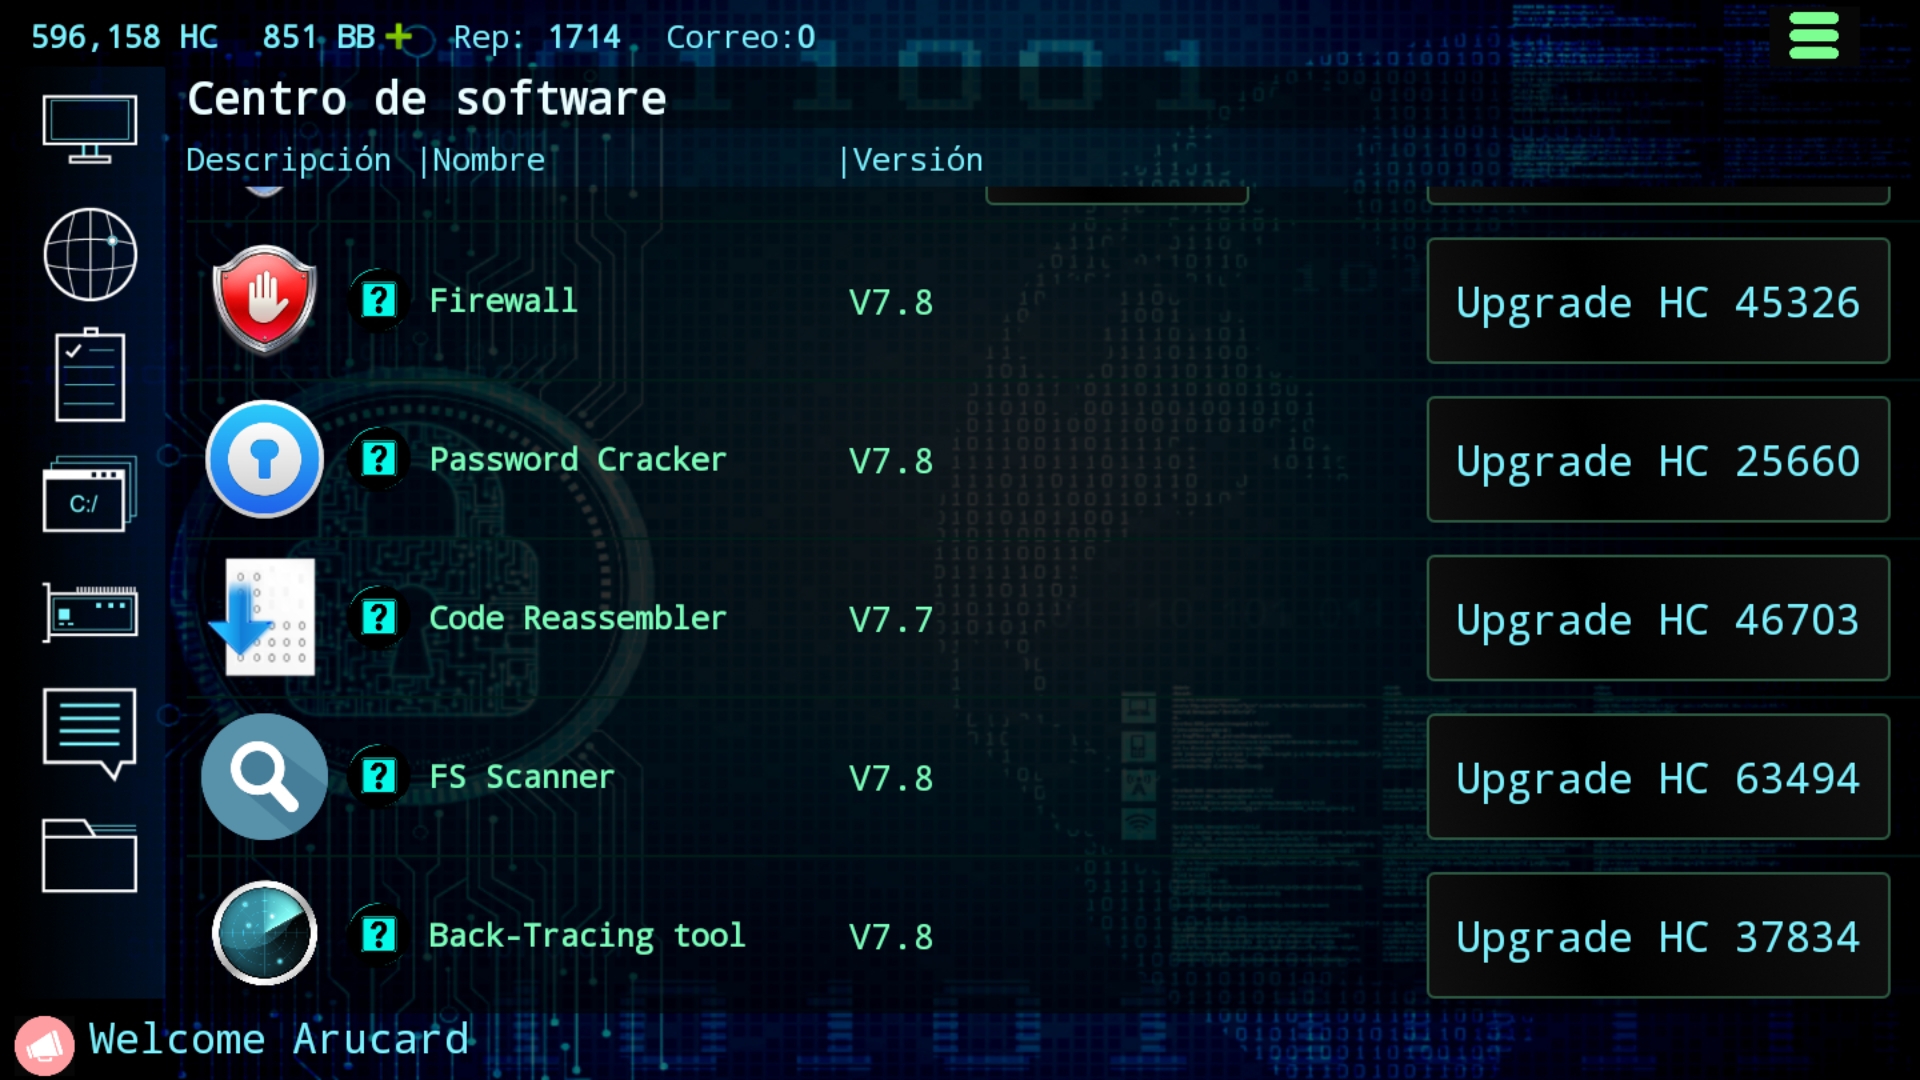 596,158 HC 851 BB + Rep: 1714 Correo:0
Centro de software
Descripción |Nombre |Versión
? Firewall V7.8 Upgrade HC 45326
? Password Cracker V7.8 Upgrade HC 25660
C:/
? Code Reassembler V7.7 Upgrade HC 46703
? FS Scanner V7.8 Upgrade HC 63494
? Back-Tracing tool V7.8 Upgrade HC 37834
Welcome Arucard